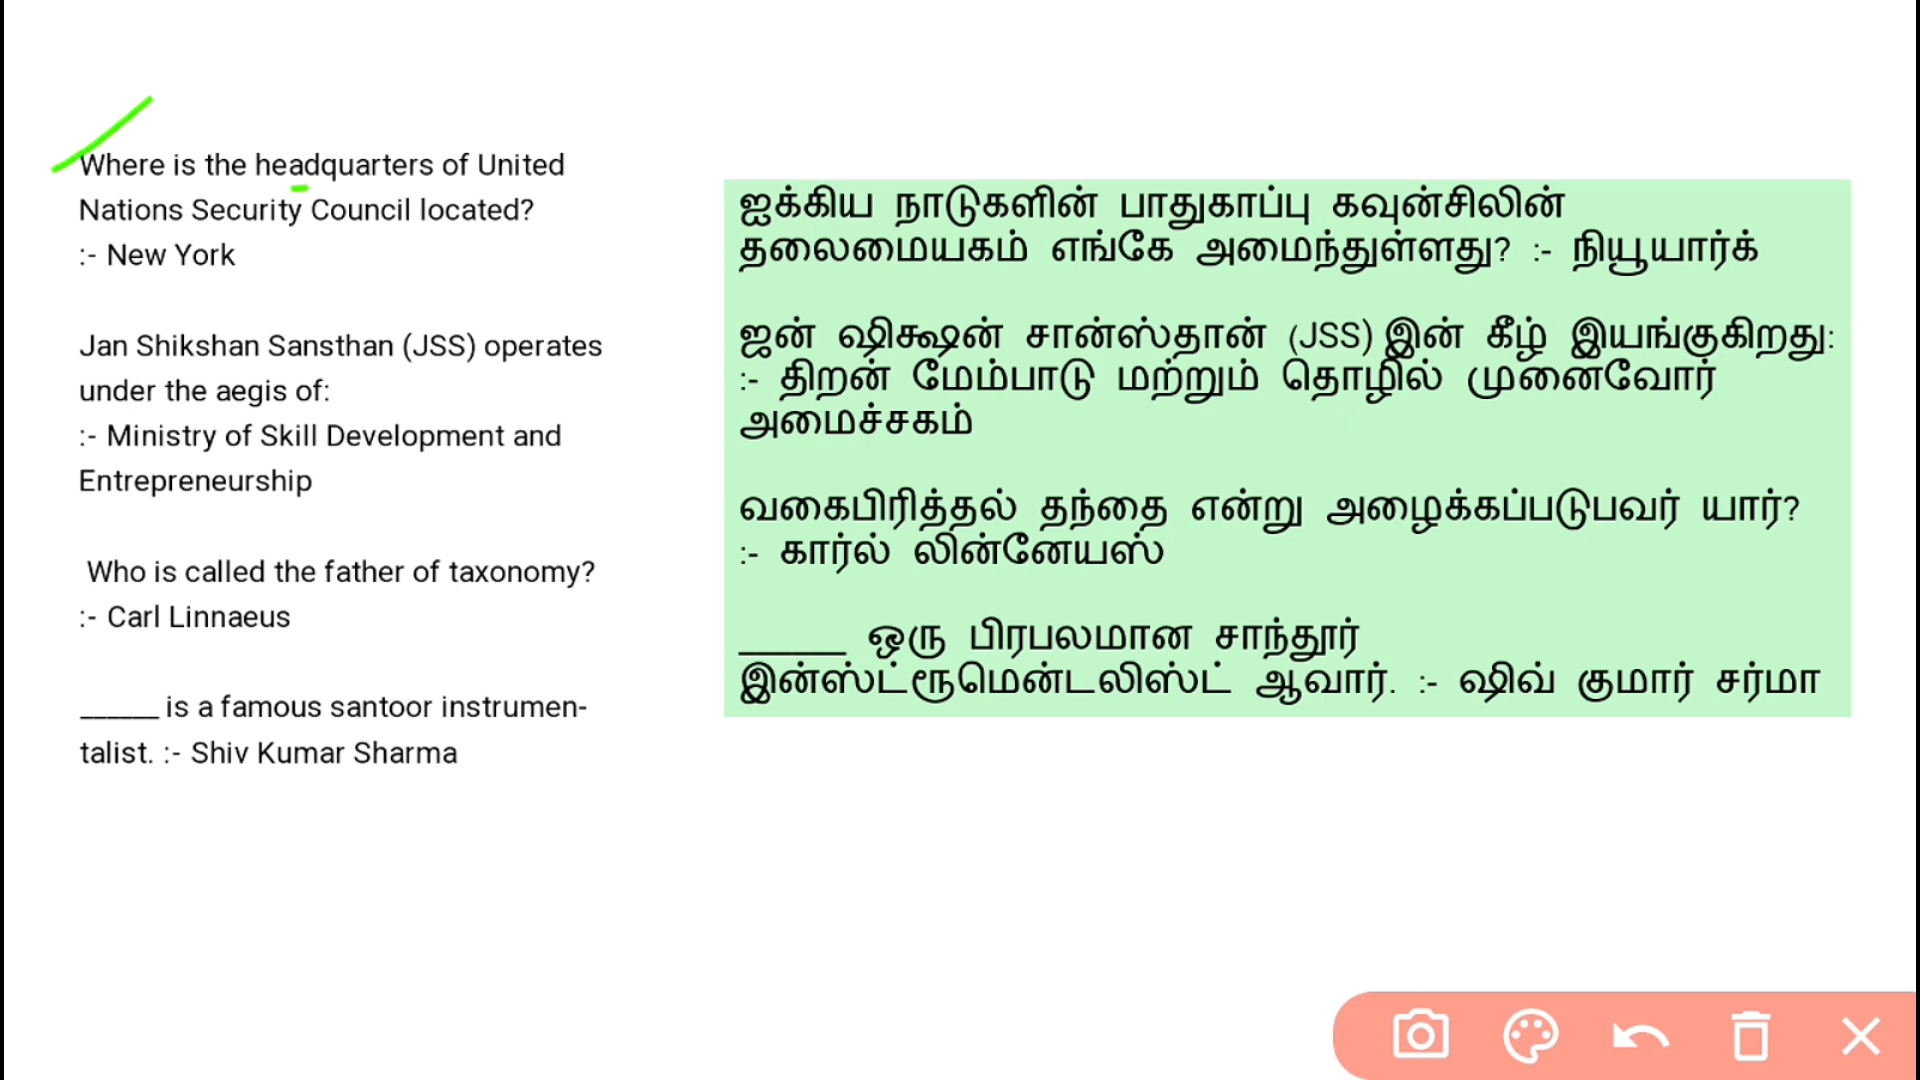 Where is the headquarters of United
Nations Security Council located?
:- New York
Jan Shikshan Sansthan (JSS) operates
under the aegis of:
:- Ministry of Skill Development and
Entrepreneurship
Who is called the father of taxonomy?
:- Carl Linnaeus
______ is a famous santoor instrumen-
talist. :- Shiv Kumar Sharma
ஐக்கிய நாடுகளின் பாதுகாப்பு கவுன்சிலின்
தலைமையகம் எங்கே அமைந்துள்ளது? :- நியூயார்க்
ஜன் ஷிக்ஷன் சான்ஸ்தான் (JSS) இன் கீழ் இயங்குகிறது:
:- திறன் மேம்பாடு மற்றும் தொழில் முனைவோர்
அமைச்சகம்
வகைபிரித்தல் தந்தை என்று அழைக்கப்படுபவர் யார்?
:- கார்ல் லின்னேயஸ்
______ ஒரு பிரபலமான சாந்தூர்
இன்ஸ்ட்ரூமென்டலிஸ்ட் ஆவார். :- ஷிவ் குமார் சர்மா